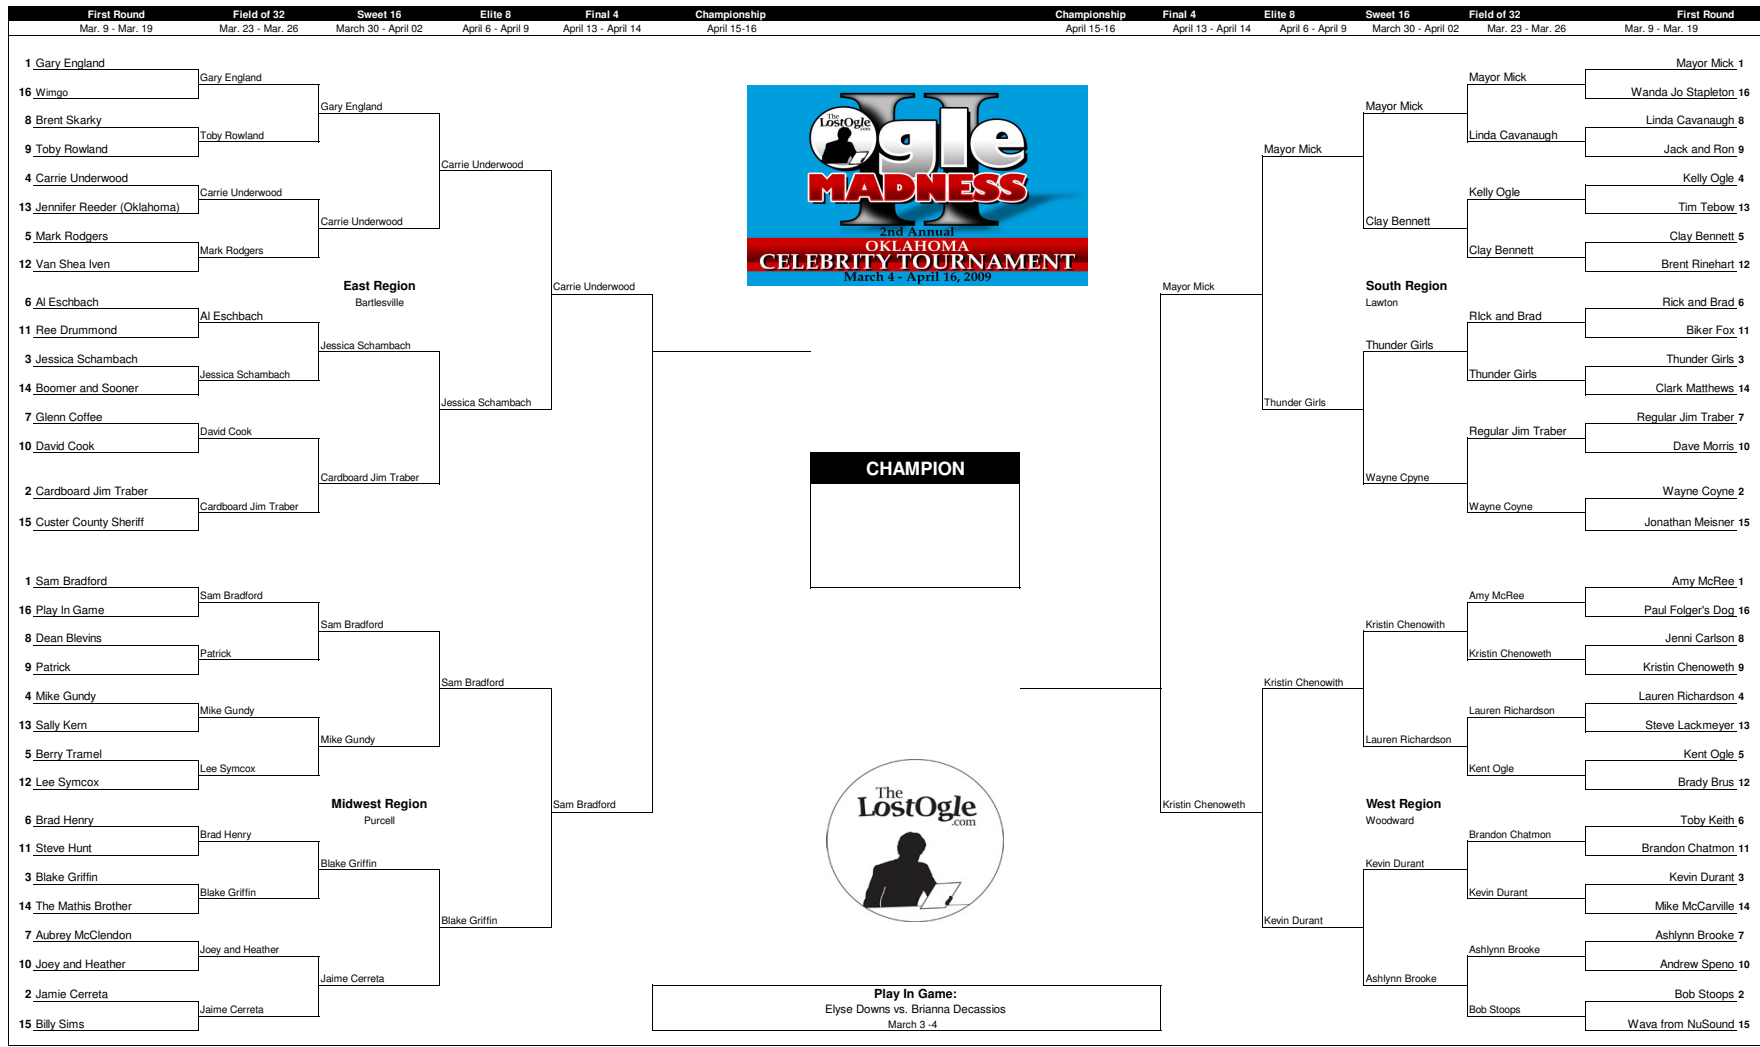 First Round Field of 32 Sweet 16 Elite 8 Final 4 Championship Championship Final 4 Elite 8 Sweet 16 Field of 32 First Round
Mar. 9 - Mar. 19 Mar. 23 - Mar. 26 March 30 - April 02 April 6 - April 9 April 13 - April 14 April 15-16 April 15-16 April 13 - April 14 April 6 - April 9 March 30 - April 02 Mar. 23 - Mar. 26 Mar. 9 - Mar. 19
1 Gary England
Gary England
16 Wimgo
Gary England
8 Brent Skarky
Toby Rowland
9 Toby Rowland
Carrie Underwood
4 Carrie Underwood
Carrie Underwood
13 Jennifer Reeder (Oklahoma)
Carrie Underwood
5 Mark Rodgers
Mark Rodgers
12 Van Shea Iven
East Region
Bartlesville
Carrie Underwood
6 Al Eschbach
Al Eschbach
11 Ree Drummond
Jessica Schambach
3 Jessica Schambach
Jessica Schambach
14 Boomer and Sooner
Jessica Schambach
7 Glenn Coffee
David Cook
10 David Cook
Cardboard Jim Traber
2 Cardboard Jim Traber
Cardboard Jim Traber
15 Custer County Sheriff
1 Sam Bradford
Sam Bradford
16 Play In Game
Sam Bradford
8 Dean Blevins
Patrick
9 Patrick
Sam Bradford
4 Mike Gundy
Mike Gundy
13 Sally Kern
Mike Gundy
5 Berry Tramel
Lee Symcox
12 Lee Symcox
Midwest Region
Purcell
Sam Bradford
6 Brad Henry
Brad Henry
11 Steve Hunt
Blake Griffin
3 Blake Griffin
Blake Griffin
14 The Mathis Brother
Blake Griffin
7 Aubrey McClendon
Joey and Heather
10 Joey and Heather
Jaime Cerreta
2 Jamie Cerreta
Jaime Cerreta
15 Billy Sims
The
LostOgle
.com
Ogle
II
MADNESS
2nd Annual
OKLAHOMA
CELEBRITY TOURNAMENT
March 4 - April 16, 2009
CHAMPION
The
LostOgle
.com
Play In Game:
Elyse Downs vs. Brianna Decassios
March 3 -4
Mayor Mick 1
Mayor Mick
Wanda Jo Stapleton 16
Mayor Mick
Linda Cavanaugh 8
Linda Cavanaugh
Jack and Ron 9
Mayor Mick
Kelly Ogle 4
Kelly Ogle
Tim Tebow 13
Clay Bennett
Clay Bennett 5
Clay Bennett
Brent Rinehart 12
South Region
Lawton
Mayor Mick
Rick and Brad 6
RIck and Brad
Biker Fox 11
Thunder Girls
Thunder Girls 3
Thunder Girls
Clark Matthews 14
Thunder Girls
Regular Jim Traber 7
Regular Jim Traber
Dave Morris 10
Wayne Cpyne
Wayne Coyne 2
Wayne Coyne
Jonathan Meisner 15
Amy McRee 1
Amy McRee
Paul Folger's Dog 16
Kristin Chenowith
Jenni Carlson 8
Kristin Chenoweth
Kristin Chenoweth 9
Kristin Chenowith
Lauren Richardson 4
Lauren Richardson
Steve Lackmeyer 13
Lauren Richardson
Kent Ogle 5
Kent Ogle
Brady Brus 12
West Region
Woodward
Kristin Chenoweth
Toby Keith 6
Brandon Chatmon
Brandon Chatmon 11
Kevin Durant
Kevin Durant 3
Kevin Durant
Mike McCarville 14
Kevin Durant
Ashlynn Brooke 7
Ashlynn Brooke
Andrew Speno 10
Ashlynn Brooke
Bob Stoops 2
Bob Stoops
Wava from NuSound 15